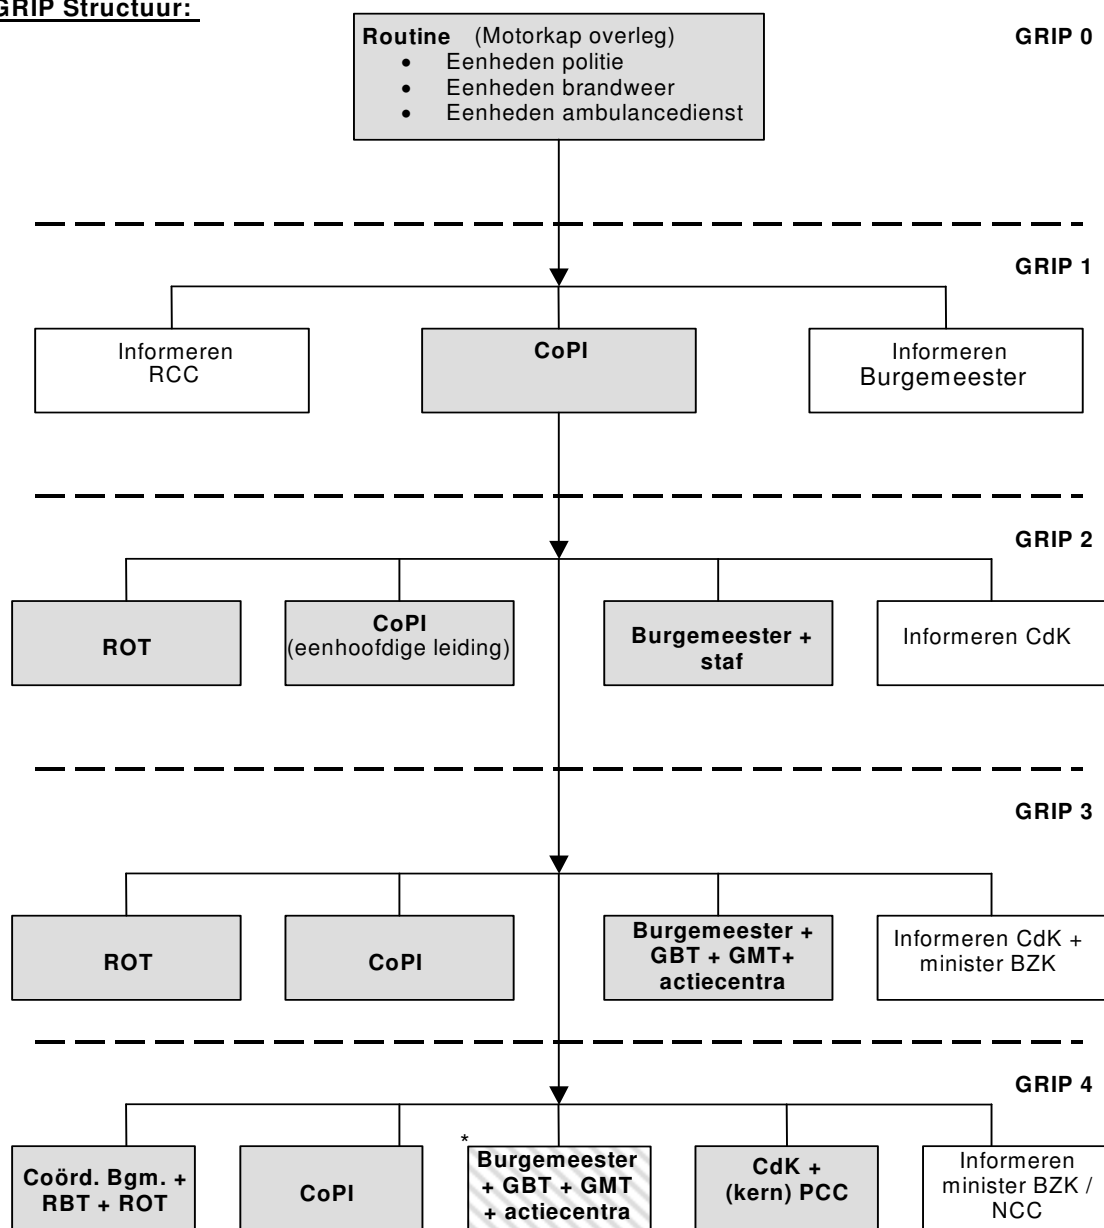 GRIP Structuur:
Routine (Motorkap overleg)
• Eenheden politie
• Eenheden brandweer
• Eenheden ambulancedienst
GRIP 0
GRIP 1
Informeren
RCC
CoPI
Informeren
Burgemeester
GRIP 2
ROT
CoPI
(eenhoofdige leiding)
Burgemeester +
staf
Informeren CdK
GRIP 3
ROT
CoPI
Burgemeester +
GBT + GMT+
actiecentra
Informeren CdK +
minister BZK
GRIP 4
Coörd. Bgm. +
RBT + ROT
CoPI
*
Burgemeester
+ GBT + GMT
+ actiecentra
CdK +
(kern) PCC
Informeren
minister BZK /
NCC